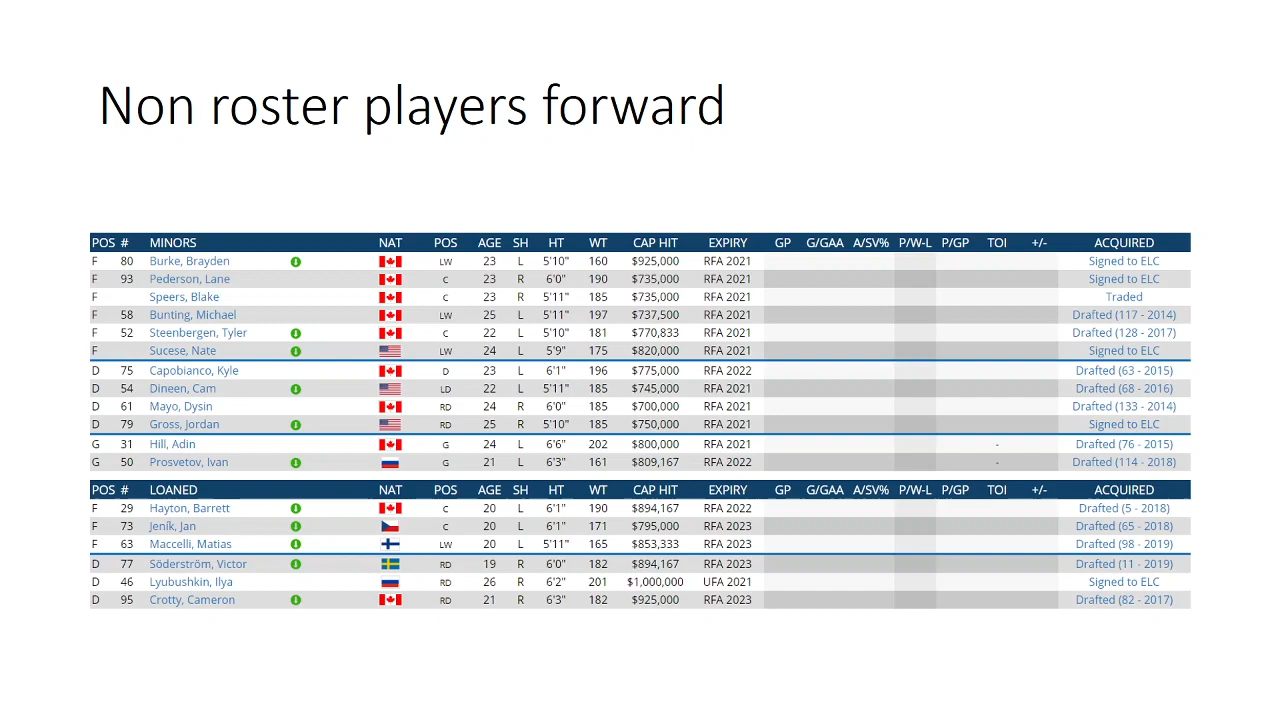 Non roster players forward
POS # MINORS NAT POS AGE SH HT WT CAP HIT EXPIRY GP G/GAA A/SV% P/W-L P/GP TOI +/- ACQUIRED
F 80 Burke, Brayden LW 23 L 5'10" 160 $925,000 RFA 2021 Signed to ELC
F 93 Pederson, Lane C 23 R 6'0" 190 $735,000 RFA 2021 Signed to ELC
F Speers, Blake C 23 R 5'11" 185 $735,000 RFA 2021 Traded
F 58 Bunting, Michael LW 25 L 5'11" 197 $737,500 RFA 2021 Drafted (117 - 2014)
F 52 Steenbergen, Tyler C 22 L 5'10" 181 $770,833 RFA 2021 Drafted (128 - 2017)
F Sucese, Nate LW 24 L 5'9" 175 $820,000 RFA 2021 Signed to ELC
D 75 Capobianco, Kyle D 23 L 6'1" 196 $775,000 RFA 2022 Drafted (63 - 2015)
D 54 Dineen, Cam LD 22 L 5'11" 185 $745,000 RFA 2021 Drafted (68 - 2016)
D 61 Mayo, Dysin RD 24 R 6'0" 185 $700,000 RFA 2021 Drafted (133 - 2014)
D 79 Gross, Jordan RD 25 R 5'10" 185 $750,000 RFA 2021 Signed to ELC
G 31 Hill, Adin G 24 L 6'6" 202 $800,000 RFA 2021 - Drafted (76 - 2015)
G 50 Prosvetov, Ivan G 21 L 6'3" 161 $809,167 RFA 2022 - Drafted (114 - 2018)
POS # LOANED NAT POS AGE SH HT WT CAP HIT EXPIRY GP G/GAA A/SV% P/W-L P/GP TOI +/- ACQUIRED
F 29 Hayton, Barrett C 20 L 6'1" 190 $894,167 RFA 2022 Drafted (5 - 2018)
F 73 Jeník, Jan C 20 L 6'1" 171 $795,000 RFA 2023 Drafted (65 - 2018)
F 63 Maccelli, Matias LW 20 L 5'11" 165 $853,333 RFA 2023 Drafted (98 - 2019)
D 77 Söderström, Victor RD 19 R 6'0" 182 $894,167 RFA 2023 Drafted (11 - 2019)
D 46 Lyubushkin, Ilya RD 26 R 6'2" 201 $1,000,000 UFA 2021 Signed to ELC
D 95 Crotty, Cameron RD 21 R 6'3" 182 $925,000 RFA 2023 Drafted (82 - 2017)